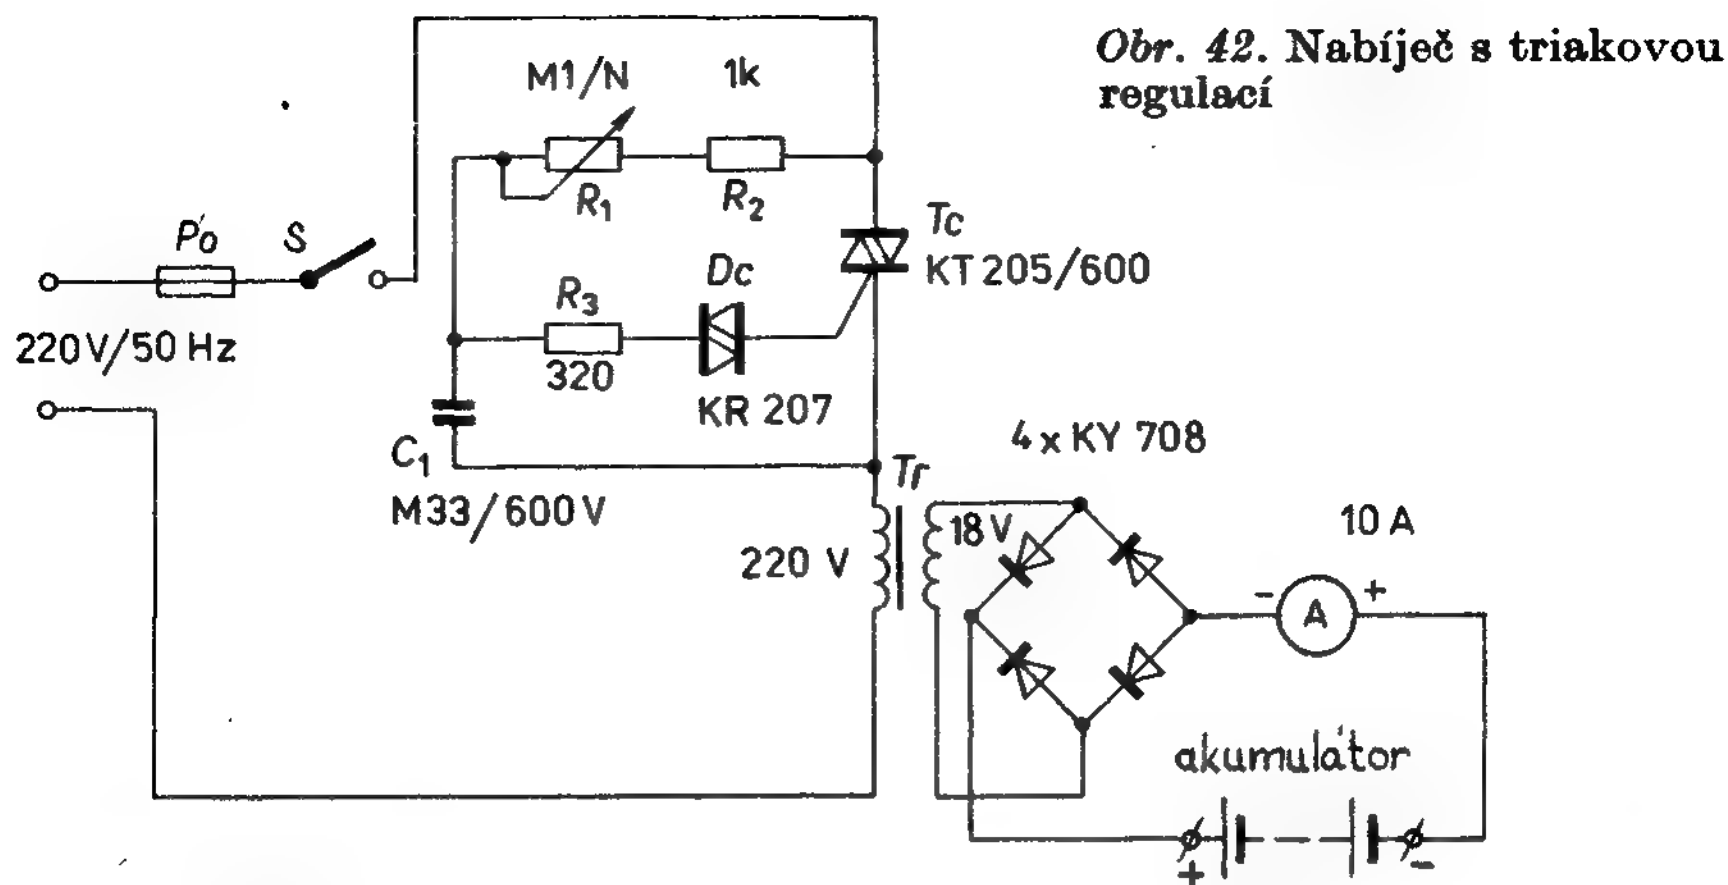 Obr. 42. Nabíječ s triakovou
regulací
M1/N
1k
R1
R2
Po
S
Tc
KT 205/600
Dc
R3
320
KR 207
220V/50 Hz
C1
M33/600V
4 x KY 708
Tr
18V
220 V
10 A
- A +
akumulátor
+ -